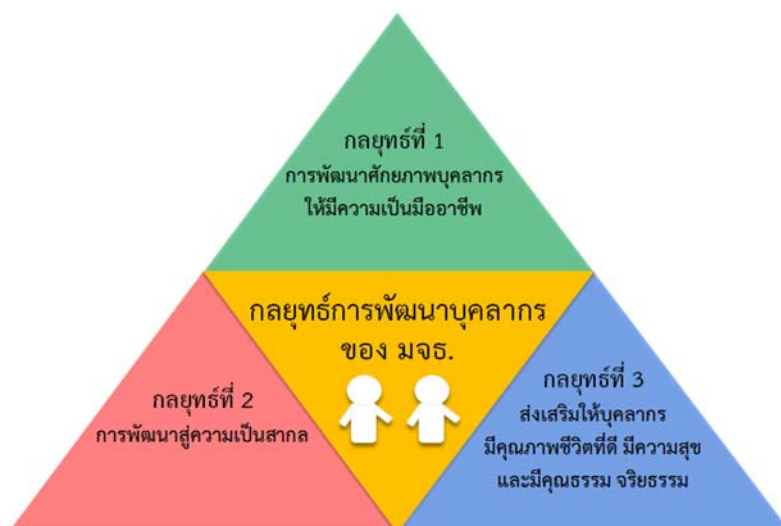 กลยุทธ์ที่ 1
การพัฒนาศักยภาพบุคลากร
ให้มีความเป็นมืออาชีพ
กลยุทธ์การพัฒนาบุคลากร
ของ มจธ.
กลยุทธ์ที่ 2
การพัฒนาสู่ความเป็นสากล
กลยุทธ์ที่ 3
ส่งเสริมให้บุคลากร
มีคุณภาพชีวิตที่ดี มีความสุข
และมีคุณธรรม จริยธรรม